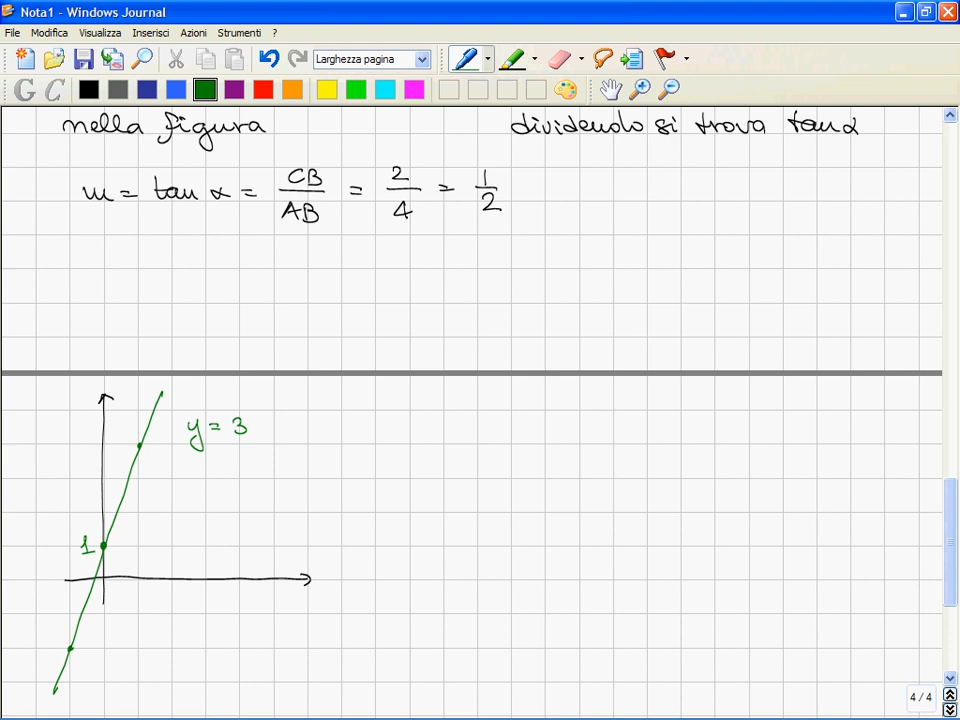 Nota1 - Windows Journal
File Modifica Visualizza Inserisci Azioni Strumenti ?
Larghezza pagina
G C
nella figura dividendo si trova tan α
m = tan α = CB/AB = 2/4 = 1/2
y = 3
1
4 / 4